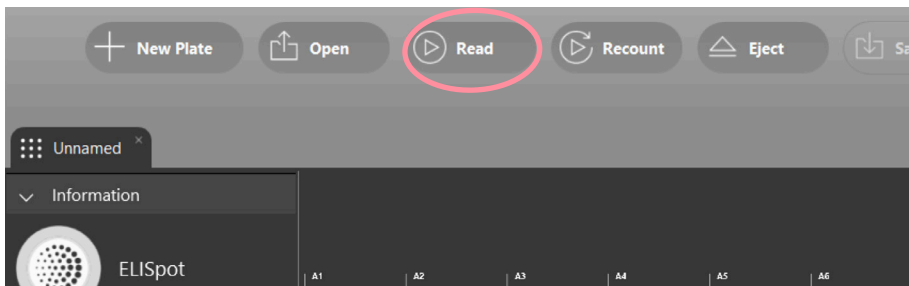 New Plate Open Read Recount Eject
Unnamed ×
Information
ELISpot
A1 A2 A3 A4 A5 A6